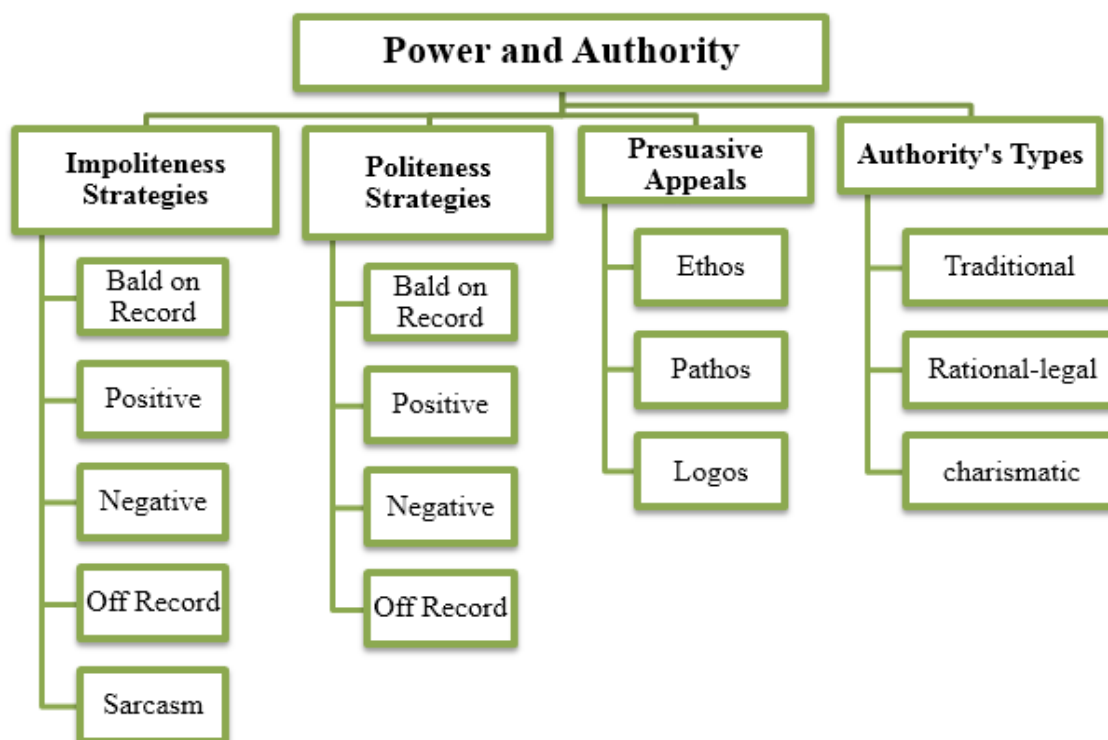 Power and Authority
Impoliteness
Strategies
Bald on
Record
Positive
Negative
Off Record
Sarcasm
Politeness
Strategies
Bald on
Record
Positive
Negative
Off Record
Presuasive
Appeals
Ethos
Pathos
Logos
Authority's Types
Traditional
Rational-legal
charismatic